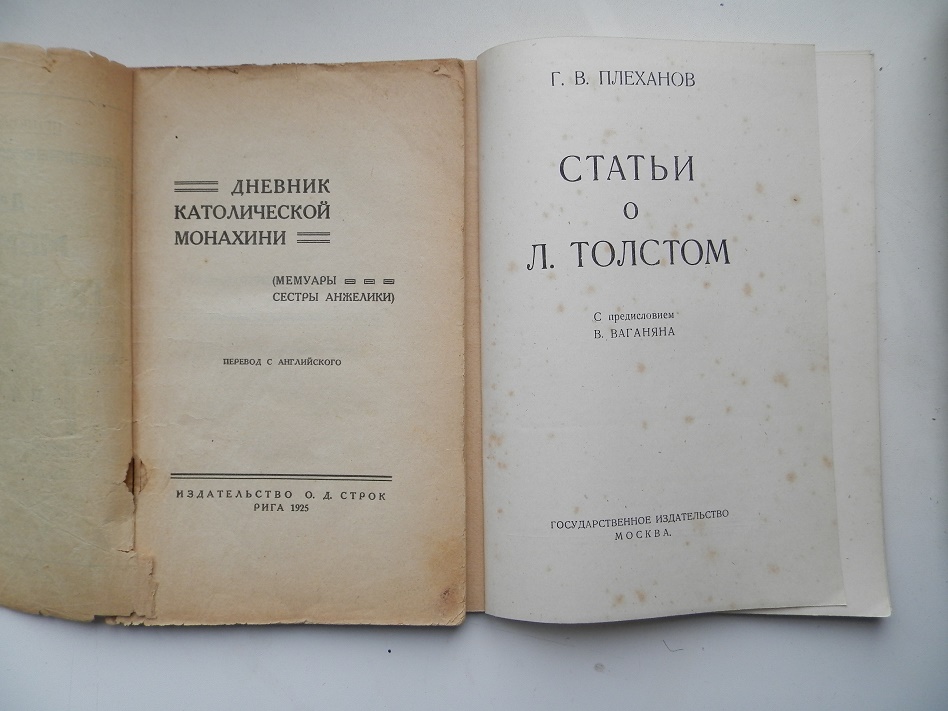 ДНЕВНИК
КАТОЛИЧЕСКОЙ
МОНАХИНИ
(МЕМУАРЫ
СЕСТРЫ АНЖЕЛИКИ)
ПЕРЕВОД С АНГЛИЙСКОГО
ИЗДАТЕЛЬСТВО О. Д. СТРОК
РИГА 1925
Г. В. ПЛЕХАНОВ
СТАТЬИ
О
Л. ТОЛСТОМ
С предисловием
В. ВАГАНЯНА
ГОСУДАРСТВЕННОЕ ИЗДАТЕЛЬСТВО
МОСКВА.